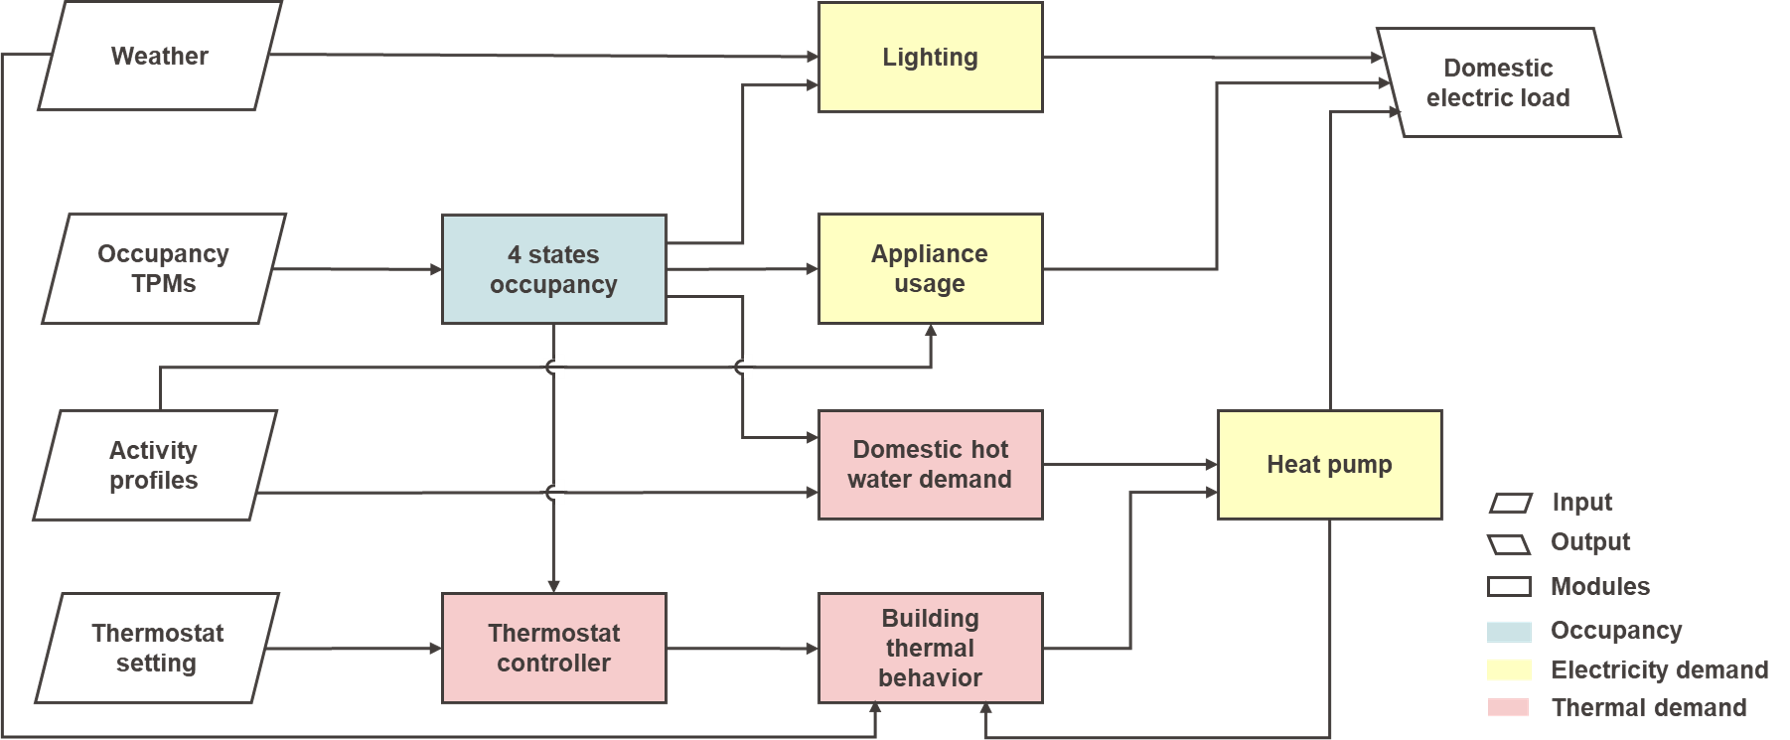 Weather
Lighting
Domestic
electric load
Occupancy
TPMs
4 states
occupancy
Appliance
usage
Activity
profiles
Domestic hot
water demand
Heat pump
Thermostat
setting
Thermostat
controller
Building
thermal
behavior
Input
Output
Modules
Occupancy
Electricity demand
Thermal demand